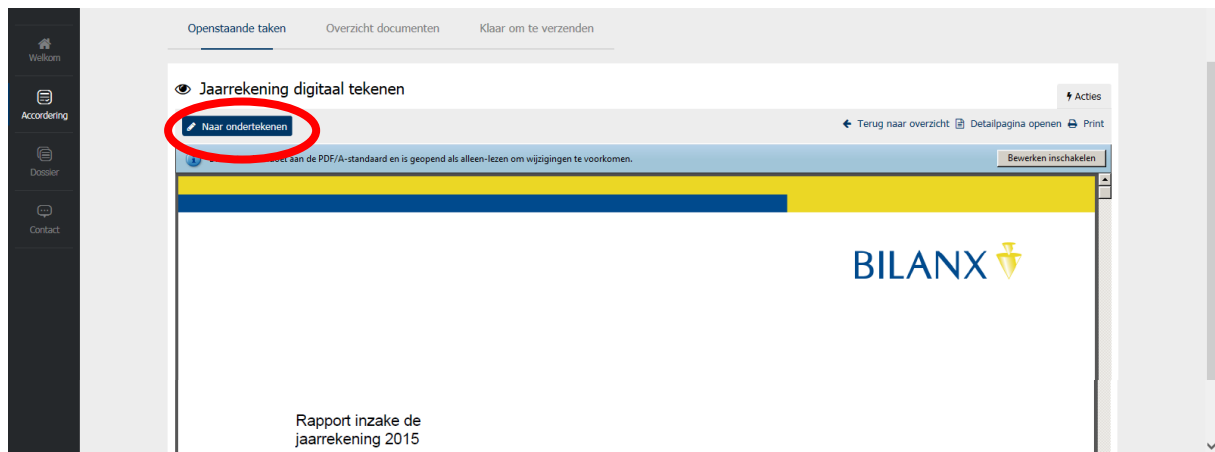 Openstaande taken Overzicht documenten Klaar om te verzenden
Welkom
Accordering
Dossier
Contact
Jaarrekening digitaal tekenen
Acties
Naar ondertekenen
Terug naar overzicht Detailpagina openen Print
aan de PDF/A-standaard en is geopend als alleen-lezen om wijzigingen te voorkomen.
Bewerken inschakelen
BILANX
Rapport inzake de
jaarrekening 2015